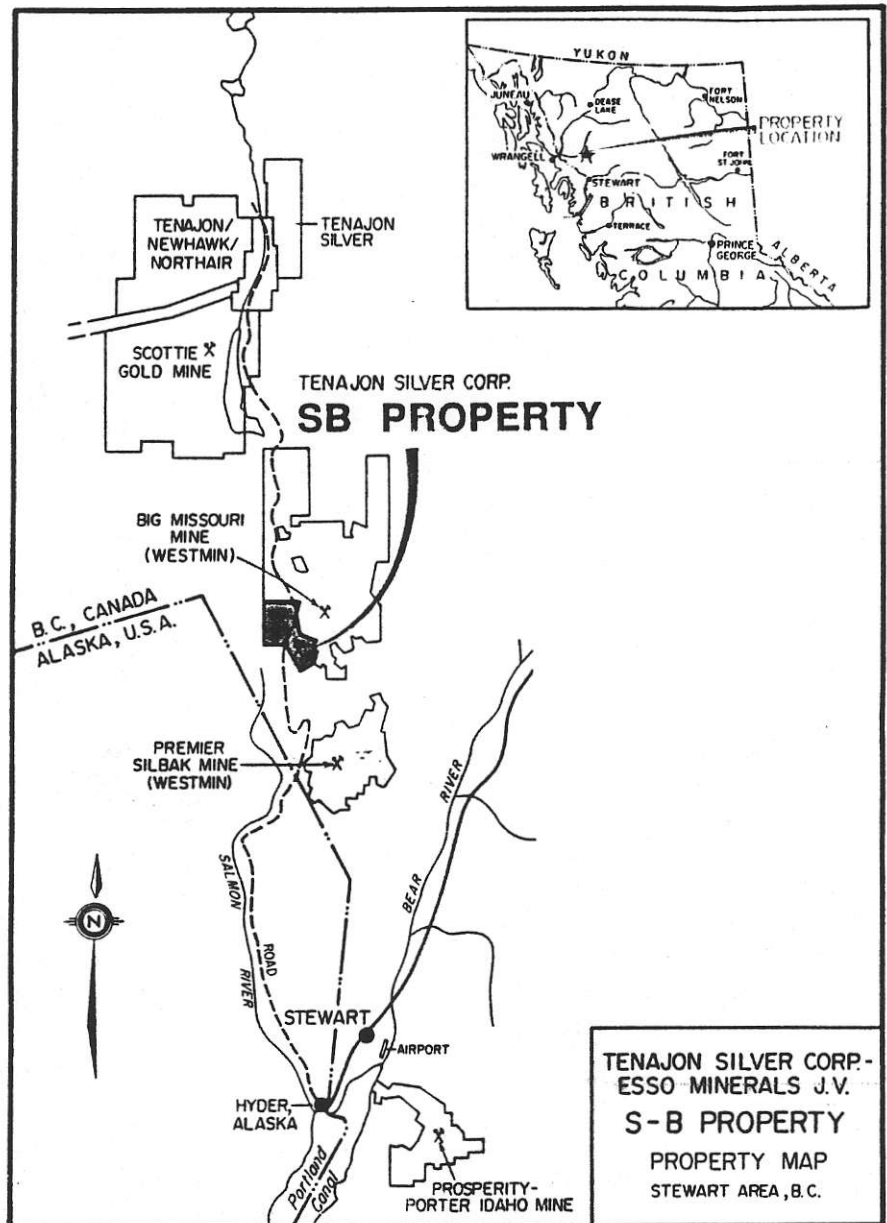 YUKON
JUNEAU
DEASE
LAKE
FORT
NELSON
PROPERTY
LOCATION
WRANGELL
FORT
ST JOHN
STEWART
BRITISH
TERRACE
PRINCE
GEORGE
COLUMBIA
ALBERTA
TENAJON/
NEWHAWK/
NORTHAIR
TENAJON
SILVER
SCOTTIE
GOLD MINE
TENAJON SILVER CORP.
SB PROPERTY
BIG MISSOURI
MINE
(WESTMIN)
B.C., CANADA
ALASKA, U.S.A.
PREMIER
SILBAK MINE
(WESTMIN)
SALMON
RIVER
ROAD
BEAR
RIVER
N
STEWART
AIRPORT
HYDER,
ALASKA
Portland
Canal
PROSPERITY-
PORTER IDAHO MINE
TENAJON SILVER CORP.-
ESSO MINERALS J.V.
S-B PROPERTY
PROPERTY MAP
STEWART AREA, B.C.